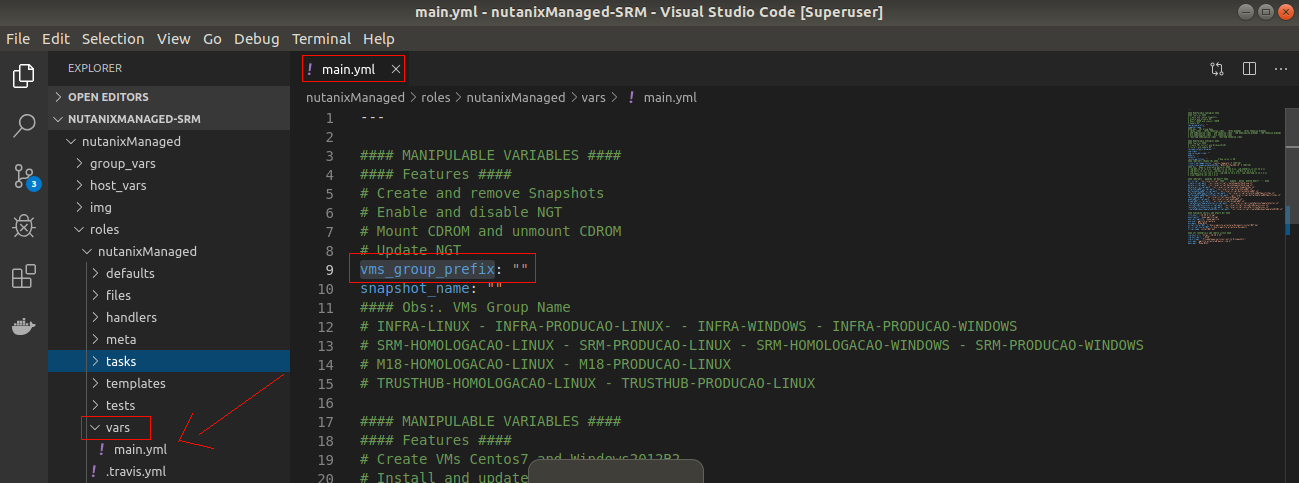 main.yml - nutanixManaged-SRM - Visual Studio Code [Superuser]
File Edit Selection View Go Debug Terminal Help
EXPLORER
OPEN EDITORS
NUTANIXMANAGED-SRM
nutanixManaged
group_vars
host_vars
img
roles
nutanixManaged
defaults
files
handlers
meta
tasks
templates
tests
vars
! main.yml
! .travis.yml
3
! main.yml ×
nutanixManaged > roles > nutanixManaged > vars > ! main.yml
1 ---
2
3 #### MANIPULABLE VARIABLES ####
4 #### Features ####
5 # Create and remove Snapshots
6 # Enable and disable NGT
7 # Mount CDROM and unmount CDROM
8 # Update NGT
9 vms_group_prefix: ""
10 snapshot_name: ""
11 #### Obs:. VMs Group Name
12 # INFRA-LINUX - INFRA-PRODUCAO-LINUX- - INFRA-WINDOWS - INFRA-PRODUCAO-WINDOWS
13 # SRM-HOMOLOGACAO-LINUX - SRM-PRODUCAO-LINUX - SRM-HOMOLOGACAO-WINDOWS - SRM-PRODUCAO-WINDOWS
14 # M18-HOMOLOGACAO-LINUX - M18-PRODUCAO-LINUX
15 # TRUSTHUB-HOMOLOGACAO-LINUX - TRUSTHUB-PRODUCAO-LINUX
16
17 #### MANIPULABLE VARIABLES ####
18 #### Features ####
19 # Create VMs Centos7 and Windows2012R2
20 # Install and update